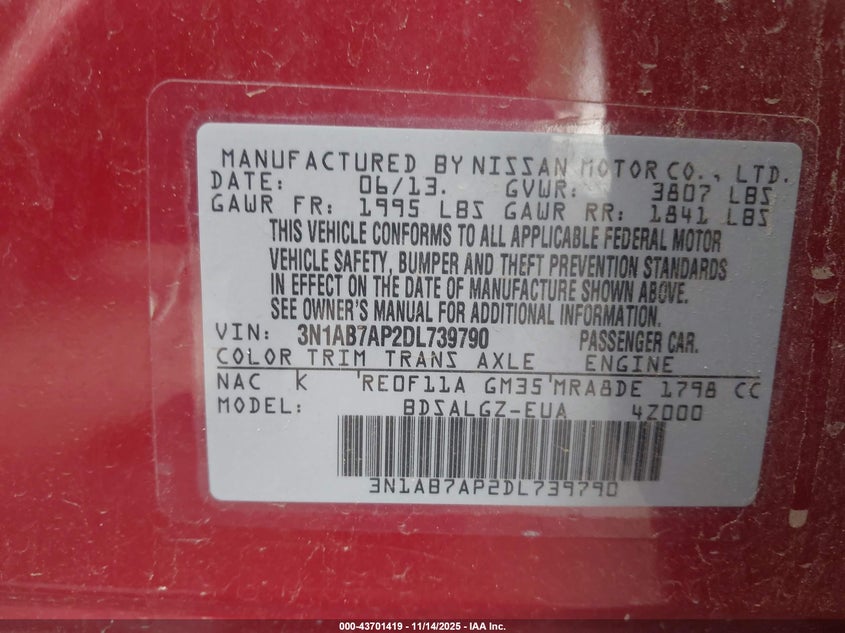 MANUFACTURED BY NISSAN MOTOR CO., LTD.
DATE: 06/13. GVWR: 3807 LBS
GAWR FR: 1995 LBS GAWR RR: 1841 LBS
THIS VEHICLE CONFORMS TO ALL APPLICABLE FEDERAL MOTOR
VEHICLE SAFETY, BUMPER AND THEFT PREVENTION STANDARDS
IN EFFECT ON THE DATE OF MANUFACTURE SHOWN ABOVE.
SEE OWNER'S MANUAL FOR ADDITIONAL INFORMATION.
VIN: 3N1AB7AP2DL739790 PASSENGER CAR.
COLOR TRIM TRANS AXLE ENGINE
NAC K RE0F11A GM35 MRA8DE 1798 CC
MODEL: BDSALGZ-EUA 4Z000
3N1AB7AP2DL739790
000-43701419 - 11/14/2025 - IAA Inc.